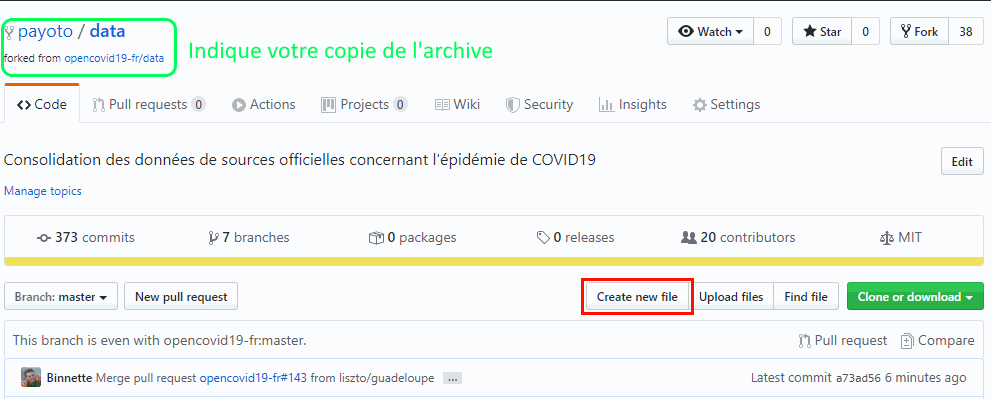 payoto / data
forked from opencovid19-fr/data
Indique votre copie de l'archive
Watch 0 Star 0 Fork 38
Code Pull requests 0 Actions Projects 0 Wiki Security Insights Settings
Consolidation des données de sources officielles concernant l'épidémie de COVID19
Edit
Manage topics
373 commits 7 branches 0 packages 0 releases 20 contributors MIT
Branch: master New pull request Create new file Upload files Find file Clone or download
This branch is even with opencovid19-fr:master. Pull request Compare
Binnette Merge pull request opencovid19-fr#143 from liszto/guadeloupe ... Latest commit a73ad56 6 minutes ago